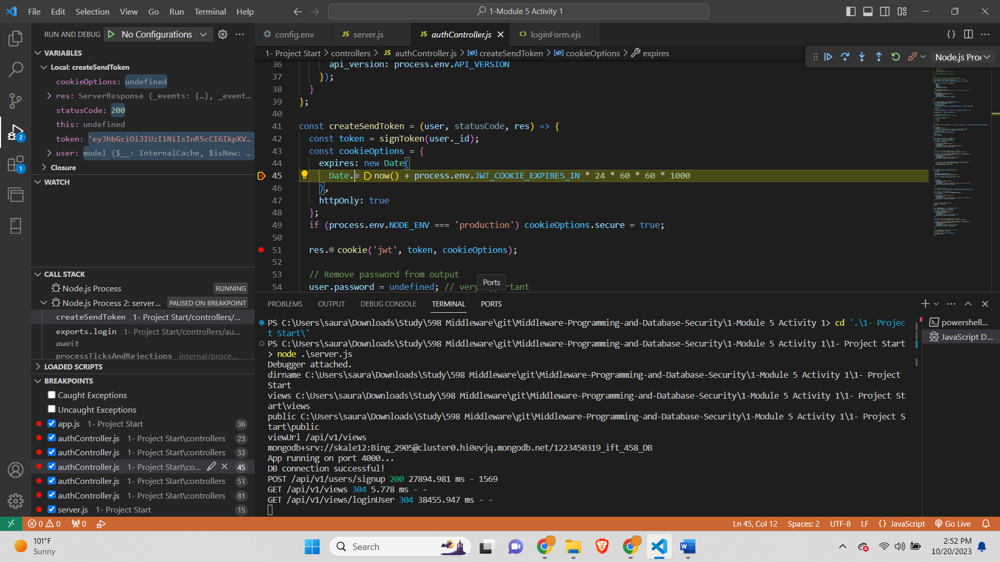 File Edit Selection View Go Run Terminal Help
1-Module 5 Activity 1
RUN AND DEBUG No Configurations
VARIABLES
Local: createSendToken
cookieOptions: undefined
res: ServerResponse {_events: {…}, _event…
statusCode: 200
this: undefined
token: 'eyJhbGciOiJIUzI1NiIsInR5cCI6IkpXV…
user: model {$__: InternalCache, $isNew: …
Closure
WATCH
CALL STACK
Node.js Process RUNNING
Node.js Process 2: server... PAUSED ON BREAKPOINT
createSendToken 1- Project Start/controllers/...
exports.login 1- Project Start/controllers/au...
await
processTicksAndRejections internal/proce...
LOADED SCRIPTS
BREAKPOINTS
Caught Exceptions
Uncaught Exceptions
app.js 1- Project Start 36
authController.js 1- Project Start\controllers 23
authController.js 1- Project Start\controllers 33
authController.js 1- Project Start\co... 45
authController.js 1- Project Start\controllers 51
authController.js 1- Project Start\controllers 81
server.js 1- Project Start 15
config.env
JS server.js
JS authController.js
loginForm.ejs
1- Project Start > controllers > JS authController.js > createSendToken > cookieOptions > expires
Node.js Proc
36 api_version: process.env.API_VERSION
37 });
38 }
39 };
40
41 const createSendToken = (user, statusCode, res) => {
42 const token = signToken(user._id);
43 const cookieOptions = {
44 expires: new Date(
45 Date.now() + process.env.JWT_COOKIE_EXPIRES_IN * 24 * 60 * 60 * 1000
46 ),
47 httpOnly: true
48 };
49 if (process.env.NODE_ENV === 'production') cookieOptions.secure = true;
50
51 res.cookie('jwt', token, cookieOptions);
52
53 // Remove password from output
54 user.password = undefined; // very rtant
Ports
PROBLEMS OUTPUT DEBUG CONSOLE TERMINAL PORTS
PS C:\Users\saura\Downloads\Study\598 Middleware\git\Middleware-Programming-and-Database-Security\1-Module 5 Activity 1> cd '.\1- Projec
t Start\'
PS C:\Users\saura\Downloads\Study\598 Middleware\git\Middleware-Programming-and-Database-Security\1-Module 5 Activity 1\1- Project Start
> node .\server.js
Debugger attached.
dirname C:\Users\saura\Downloads\Study\598 Middleware\git\Middleware-Programming-and-Database-Security\1-Module 5 Activity 1\1- Project
Start
views C:\Users\saura\Downloads\Study\598 Middleware\git\Middleware-Programming-and-Database-Security\1-Module 5 Activity 1\1- Project St
art\views
public C:\Users\saura\Downloads\Study\598 Middleware\git\Middleware-Programming-and-Database-Security\1-Module 5 Activity 1\1- Project S
tart\public
viewUrl /api/v1/views
mongodb+srv://skale12:Bing_2905@cluster0.hi0evjq.mongodb.net/1223450319_ift_458_DB
App running on port 4000...
DB connection successful!
POST /api/v1/users/signup 200 27894.981 ms - 1569
GET /api/v1/views 304 5.778 ms - -
GET /api/v1/views/loginUser 304 38455.947 ms - -
powershell...
JavaScript D...
0 0 0
Ln 45, Col 12 Spaces: 2 UTF-8 LF {} JavaScript Go Live
101°F
Sunny
Search
2:52 PM
10/20/2023